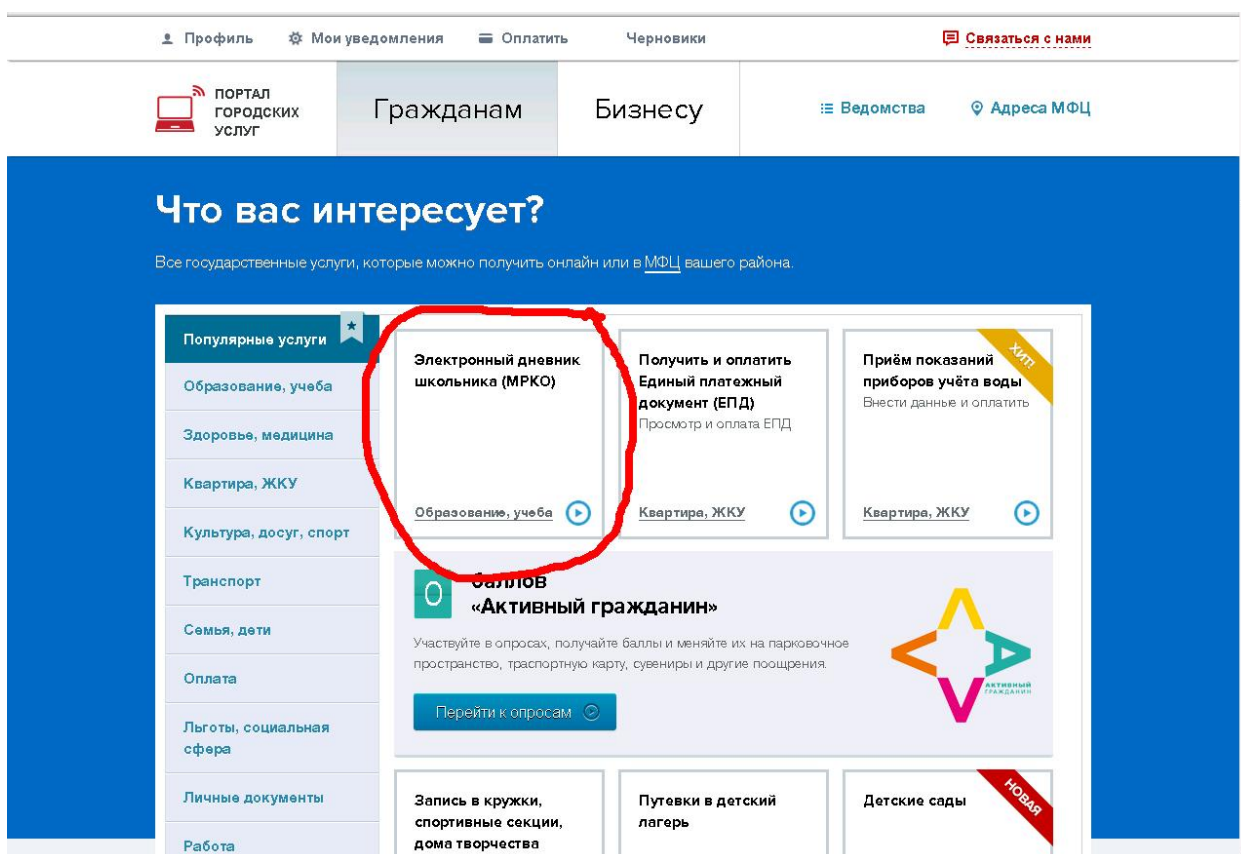 Профиль
Мои уведомления
Оплатить
Черновики
Связаться с нами
ПОРТАЛ
ГОРОДСКИХ
УСЛУГ
Гражданам
Бизнесу
Ведомства
Адреса МФЦ
Что вас интересует?
Все государственные услуги, которые можно получить онлайн или в МФЦ вашего района.
Популярные услуги
Образование, учеба
Здоровье, медицина
Квартира, ЖКУ
Культура, досуг, спорт
Транспорт
Семья, дети
Оплата
Льготы, социальная
сфера
Личные документы
Работа
Электронный дневник
школьника (МРКО)
Образование, учеба
Получить и оплатить
Единый платежный
документ (ЕПД)
Просмотр и оплата ЕПД
Квартира, ЖКУ
ХИТ!
Приём показаний
приборов учёта воды
Внести данные и оплатить
Квартира, ЖКУ
0
баллов
«Активный гражданин»
Участвуйте в опросах, получайте баллы и меняйте их на парковочное
пространство, траспортную карту, сувениры и другие поощрения.
Перейти к опросам
АКТИВНЫЙ
ГРАЖДАНИН
Запись в кружки,
спортивные секции,
дома творчества
Путевки в детский
лагерь
Детские сады
НОВАЯ